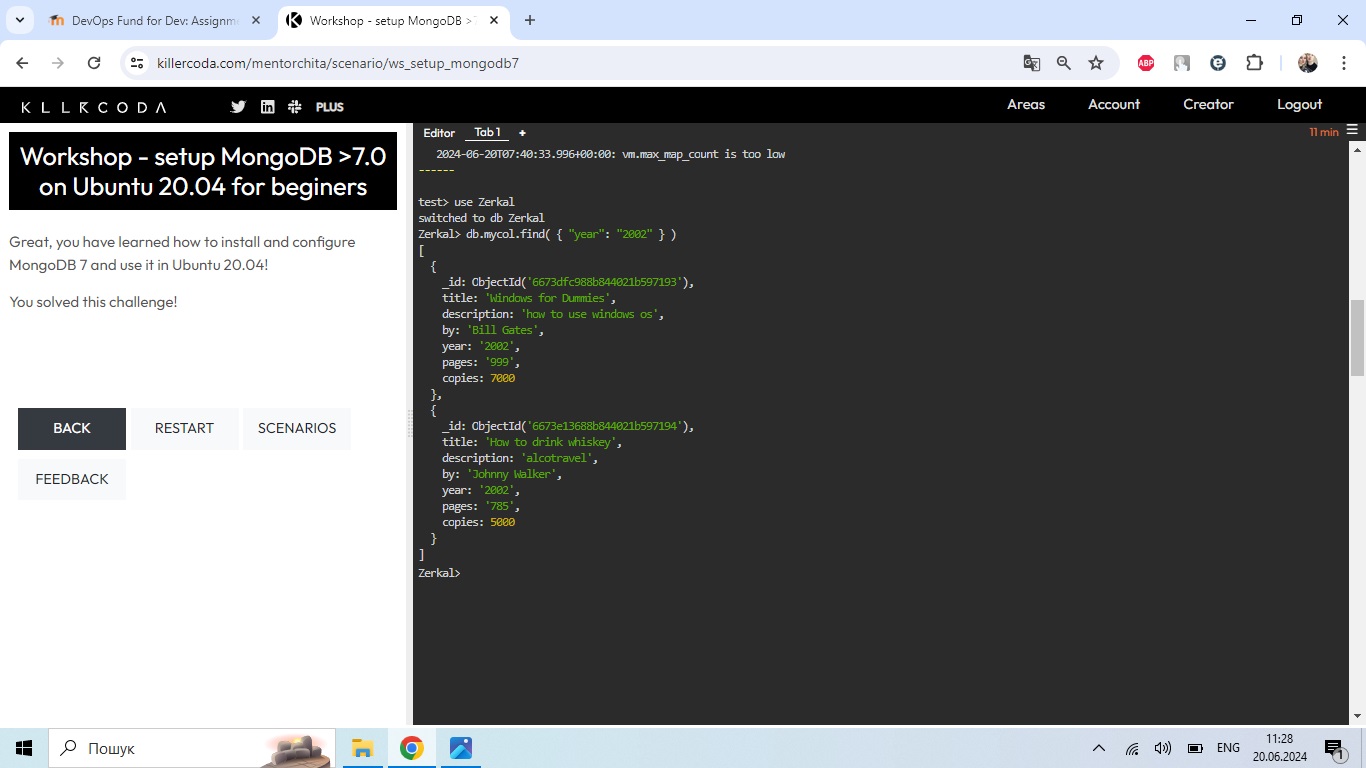 DevOps Fund for Dev: Assignme
Workshop - setup MongoDB >7
killercoda.com/mentorchita/scenario/ws_setup_mongodb7
ABP
KLLRCODA
PLUS
Areas
Account
Creator
Logout
Workshop - setup MongoDB >7.0
on Ubuntu 20.04 for beginers
Great, you have learned how to install and configure
MongoDB 7 and use it in Ubuntu 20.04!
You solved this challenge!
BACK
RESTART
SCENARIOS
FEEDBACK
Editor
Tab 1
+
11 min
2024-06-20T07:40:33.996+00:00: vm.max_map_count is too low
------
test> use Zerkal
switched to db Zerkal
Zerkal> db.mycol.find( { "year": "2002" } )
[
{
_id: ObjectId('6673dfc988b844021b597193'),
title: 'Windows for Dummies',
description: 'how to use windows os',
by: 'Bill Gates',
year: '2002',
pages: '999',
copies: 7000
},
{
_id: ObjectId('6673e13688b844021b597194'),
title: 'How to drink whiskey',
description: 'alcotravel',
by: 'Johnny Walker',
year: '2002',
pages: '785',
copies: 5000
}
]
Zerkal>
Пошук
ENG
11:28
20.06.2024
1